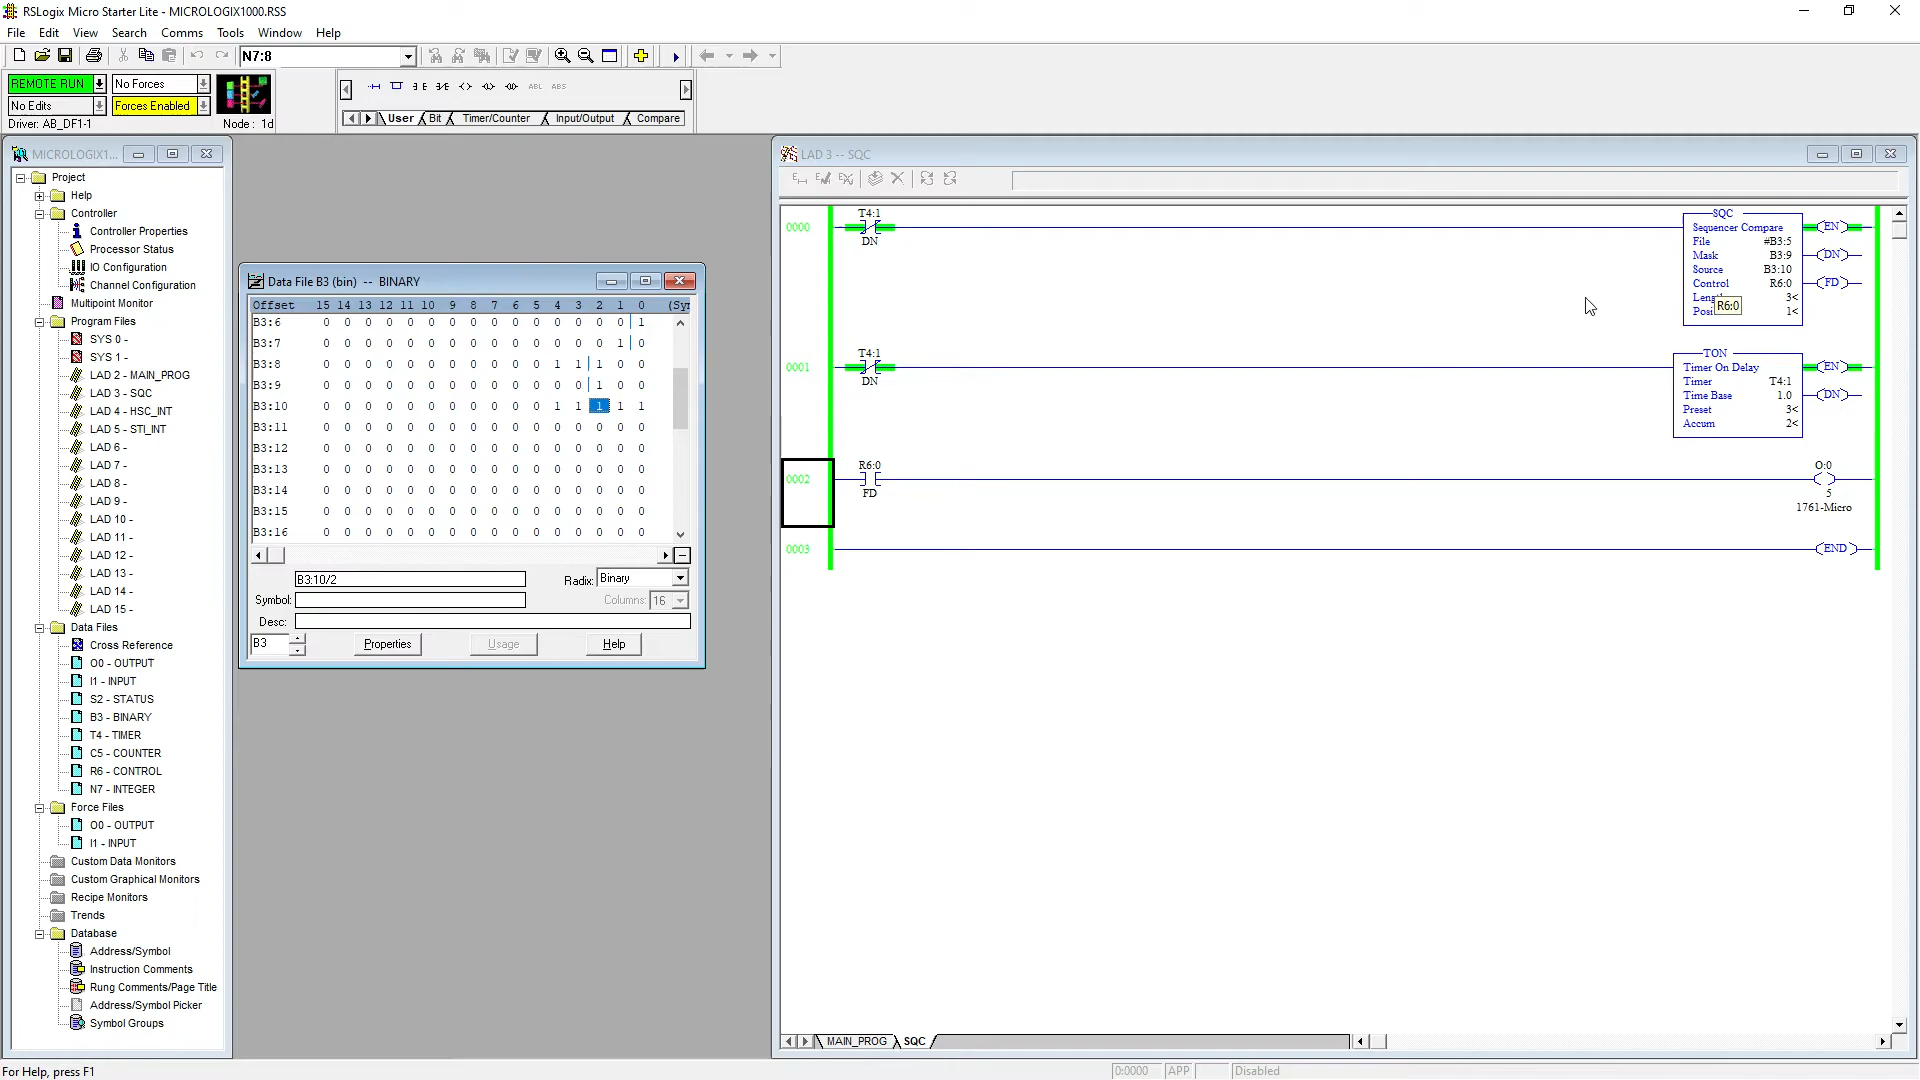 RSLogix Micro Starter Lite - MICROLOGIX1000.RSS
File Edit View Search Comms Tools Window Help
N7:8
REMOTE RUN No Forces
No Edits Forces Enabled
Driver: AB_DF1-1 Node : 1d
ABL ABS
User Bit Timer/Counter Input/Output Compare
MICROLOGIX1...
Project
Help
Controller
Controller Properties
Processor Status
IO Configuration
Channel Configuration
Multipoint Monitor
Program Files
SYS 0 -
SYS 1 -
LAD 2 - MAIN_PROG
LAD 3 - SQC
LAD 4 - HSC_INT
LAD 5 - STI_INT
LAD 6 -
LAD 7 -
LAD 8 -
LAD 9 -
LAD 10 -
LAD 11 -
LAD 12 -
LAD 13 -
LAD 14 -
LAD 15 -
Data Files
Cross Reference
O0 - OUTPUT
I1 - INPUT
S2 - STATUS
B3 - BINARY
T4 - TIMER
C5 - COUNTER
R6 - CONTROL
N7 - INTEGER
Force Files
O0 - OUTPUT
I1 - INPUT
Custom Data Monitors
Custom Graphical Monitors
Recipe Monitors
Trends
Database
Address/Symbol
Instruction Comments
Rung Comments/Page Title
Address/Symbol Picker
Symbol Groups
Data File B3 (bin) -- BINARY
Offset 15 14 13 12 11 10 9 8 7 6 5 4 3 2 1 0 (Syr
B3:6 0 0 0 0 0 0 0 0 0 0 0 0 0 0 0 1
B3:7 0 0 0 0 0 0 0 0 0 0 0 0 0 0 1 0
B3:8 0 0 0 0 0 0 0 0 0 0 0 1 1 1 0 0
B3:9 0 0 0 0 0 0 0 0 0 0 0 0 0 1 0 0
B3:10 0 0 0 0 0 0 0 0 0 0 0 1 1 1 1 1
B3:11 0 0 0 0 0 0 0 0 0 0 0 0 0 0 0 0
B3:12 0 0 0 0 0 0 0 0 0 0 0 0 0 0 0 0
B3:13 0 0 0 0 0 0 0 0 0 0 0 0 0 0 0 0
B3:14 0 0 0 0 0 0 0 0 0 0 0 0 0 0 0 0
B3:15 0 0 0 0 0 0 0 0 0 0 0 0 0 0 0 0
B3:16 0 0 0 0 0 0 0 0 0 0 0 0 0 0 0 0
B3:10/2 Radix: Binary
Symbol: Columns: 16
Desc:
B3 Properties Usage Help
LAD 3 -- SQC
0000 T4:1 DN
SQC
Sequencer Compare
File #B3:5
Mask B3:9
Source B3:10
Control R6:0
3<
1<
R6:0
EN
DN
FD
0001 T4:1 DN
TON
Timer On Delay
Timer T4:1
Time Base 1.0
Preset 3<
Accum 2<
EN
DN
0002 R6:0 FD
O:0
5
1761-Micro
0003 END
MAIN_PROG SQC
For Help, press F1 0:0000 APP Disabled